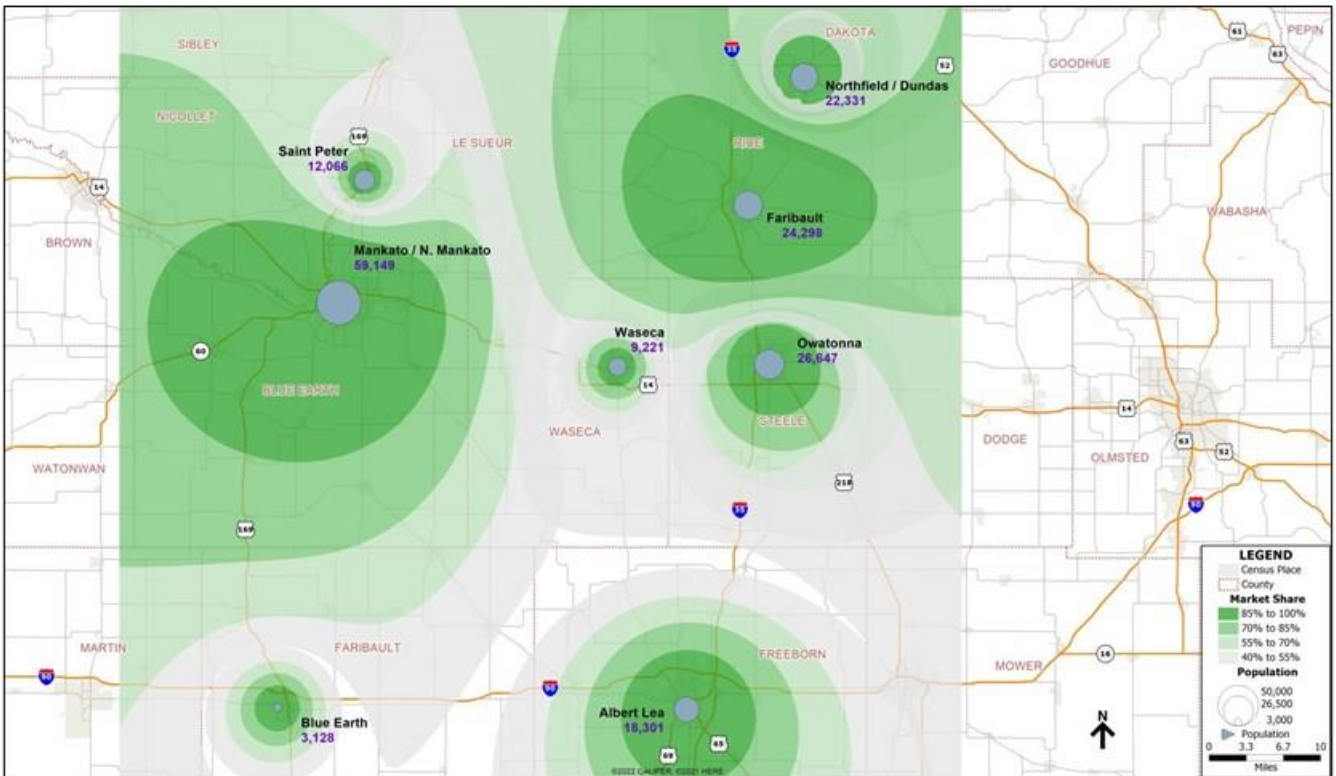 SIBLEY
DAKOTA
61
PEPIN
63
35
52
GOODHUE
Northfield / Dundas
22,331
NICOLLET
169
LE SUEUR
RICE
Saint Peter
12,066
14
WABASHA
Faribault
24,298
BROWN
Mankato / N. Mankato
59,149
Waseca
9,221
Owatonna
26,647
60
14
BLUE EARTH
14
STEELE
WASECA
DODGE
63
52
OLMSTED
WATONWAN
218
35
90
169
LEGEND
Census Place
County
Market Share
85% to 100%
70% to 85%
55% to 70%
40% to 55%
Population
50,000
26,500
3,000
Population
0 3.3 6.7 10
Miles
MARTIN
FARIBAULT
FREEBORN
16
MOWER
90
90
Blue Earth
3,128
Albert Lea
18,301
65
69
N
©2022 CALIPER, ©2021 HERE